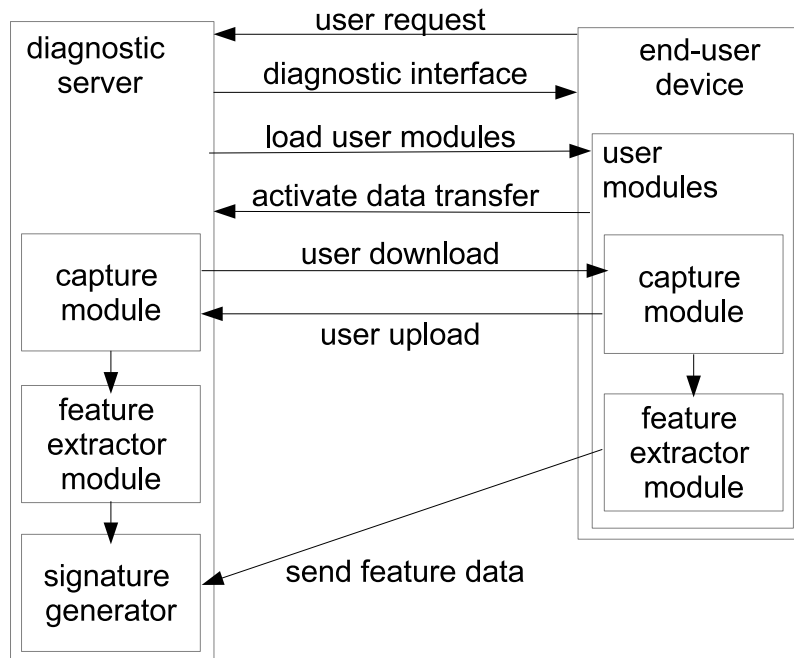 user request
diagnostic
server
end-user
device
diagnostic interface
load user modules
user
modules
activate data transfer
user download
capture
module
capture
module
user upload
feature
extractor
module
feature
extractor
module
send feature data
signature
generator